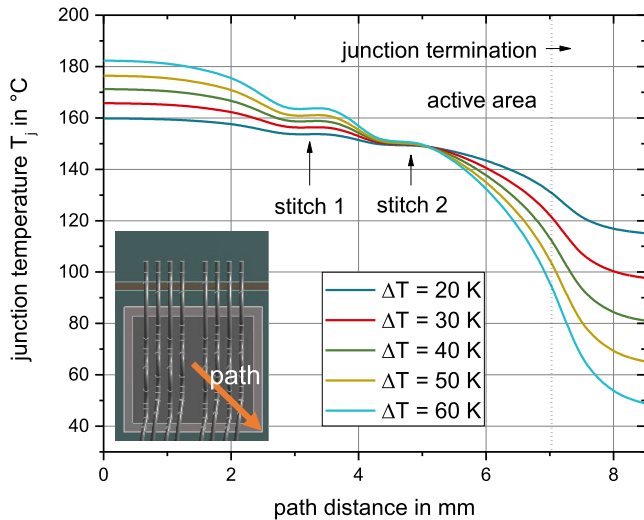 200
180
160
140
120
100
80
60
40
junction temperature T_j in °C
junction termination
active area
stitch 1
stitch 2
path
ΔT = 20 K
ΔT = 30 K
ΔT = 40 K
ΔT = 50 K
ΔT = 60 K
0 2 4 6 8
path distance in mm